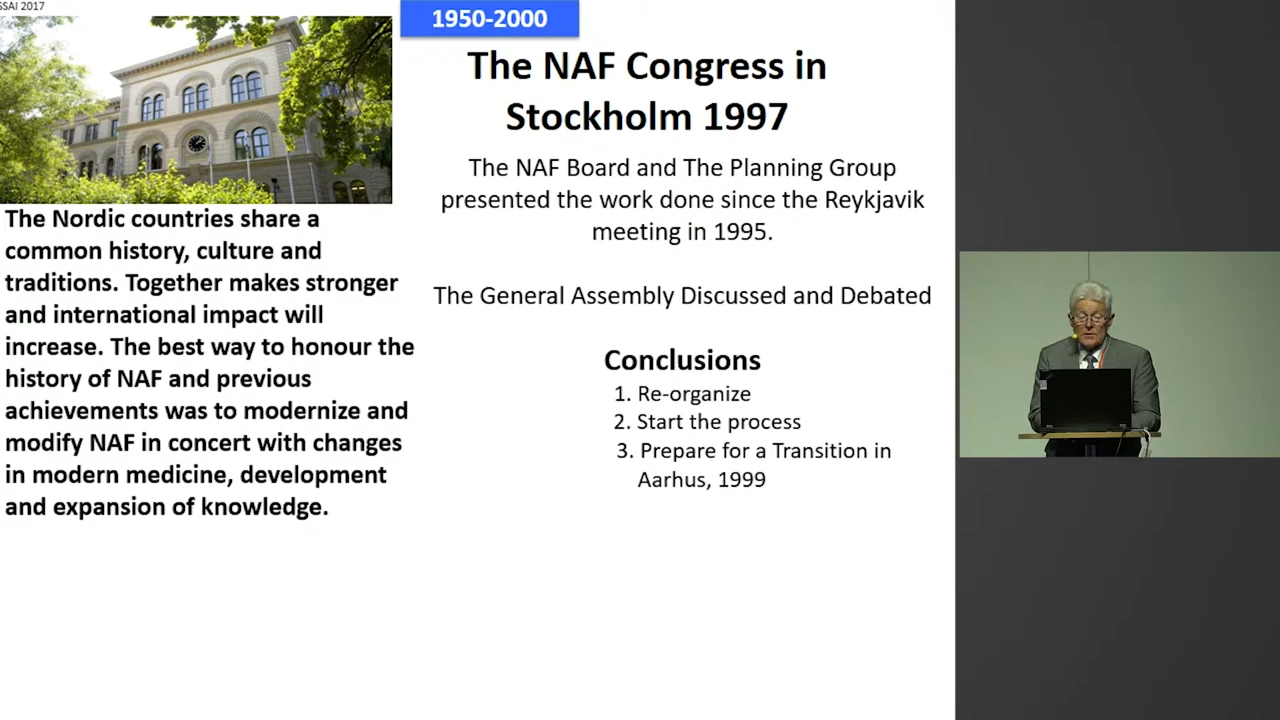 SSAI 2017
1950-2000
The NAF Congress in
Stockholm 1997
The NAF Board and The Planning Group
presented the work done since the Reykjavik
meeting in 1995.
The General Assembly Discussed and Debated
Conclusions
1. Re-organize
2. Start the process
3. Prepare for a Transition in
Aarhus, 1999
The Nordic countries share a
common history, culture and
traditions. Together makes stronger
and international impact will
increase. The best way to honour the
history of NAF and previous
achievements was to modernize and
modify NAF in concert with changes
in modern medicine, development
and expansion of knowledge.